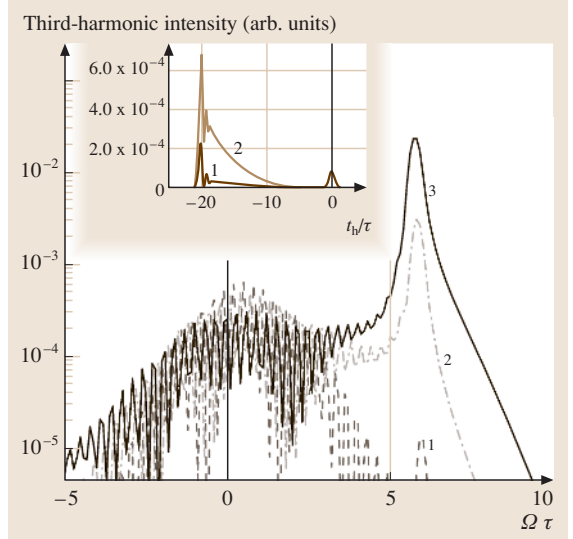 Third-harmonic intensity (arb. units)
6.0 x 10⁻⁴
4.0 x 10⁻⁴
2.0 x 10⁻⁴
0
2
1
−20 −10 0
t_h/τ
10⁻²
10⁻³
10⁻⁴
10⁻⁵
3
2
1
−5 0 5 10
Ω τ